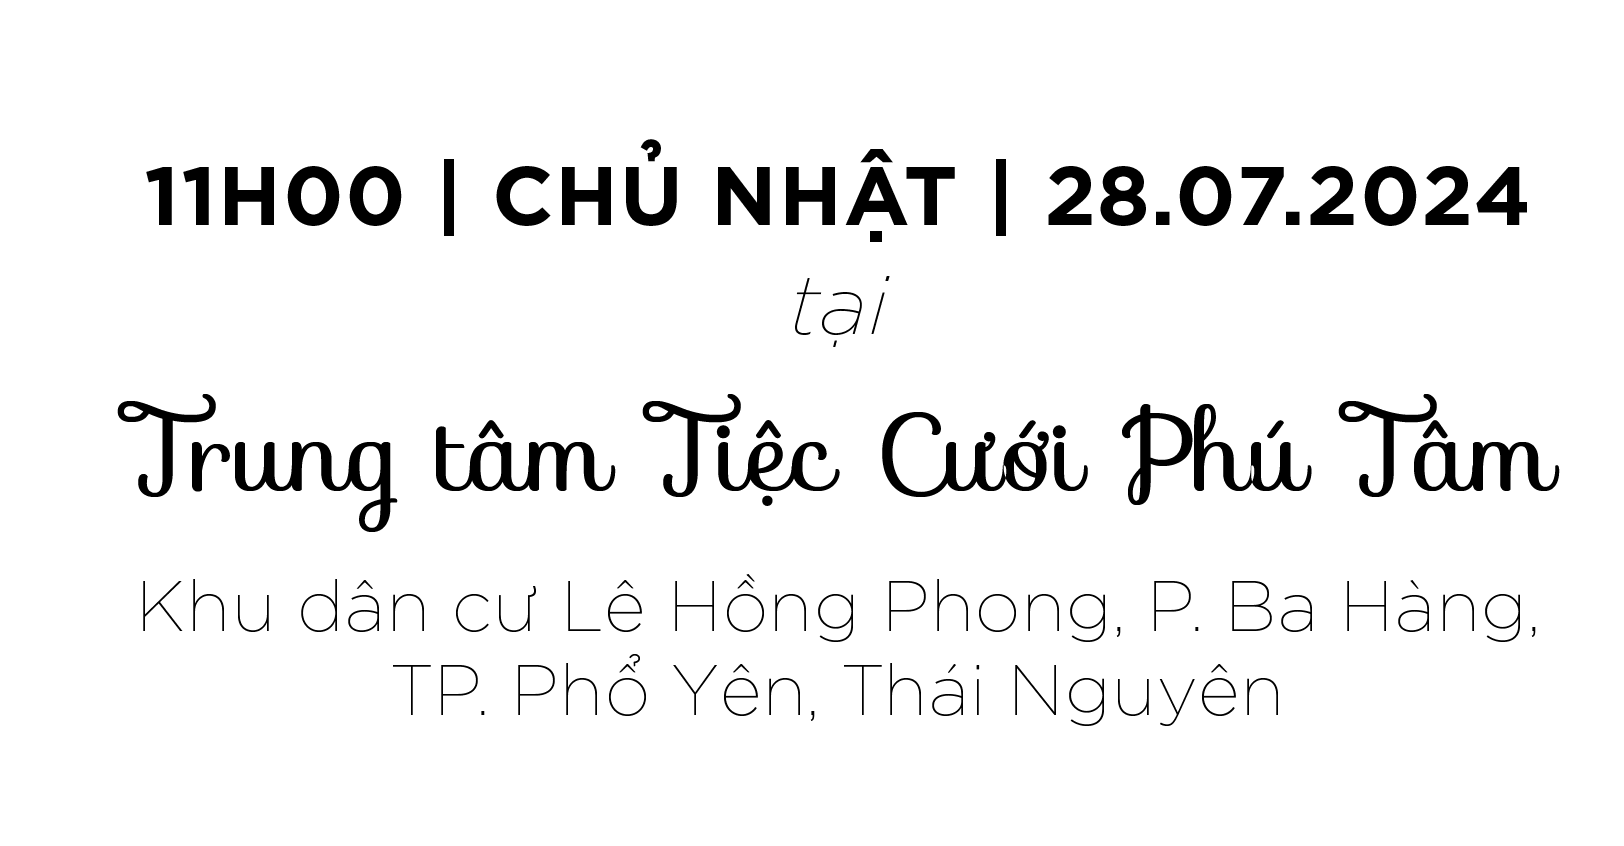 11H00 | CHỦ NHẬT | 28.07.2024
tại
Trung tâm Tiệc Cưới Phú Tâm
Khu dân cư Lê Hồng Phong, P. Ba Hàng,
TP. Phổ Yên, Thái Nguyên